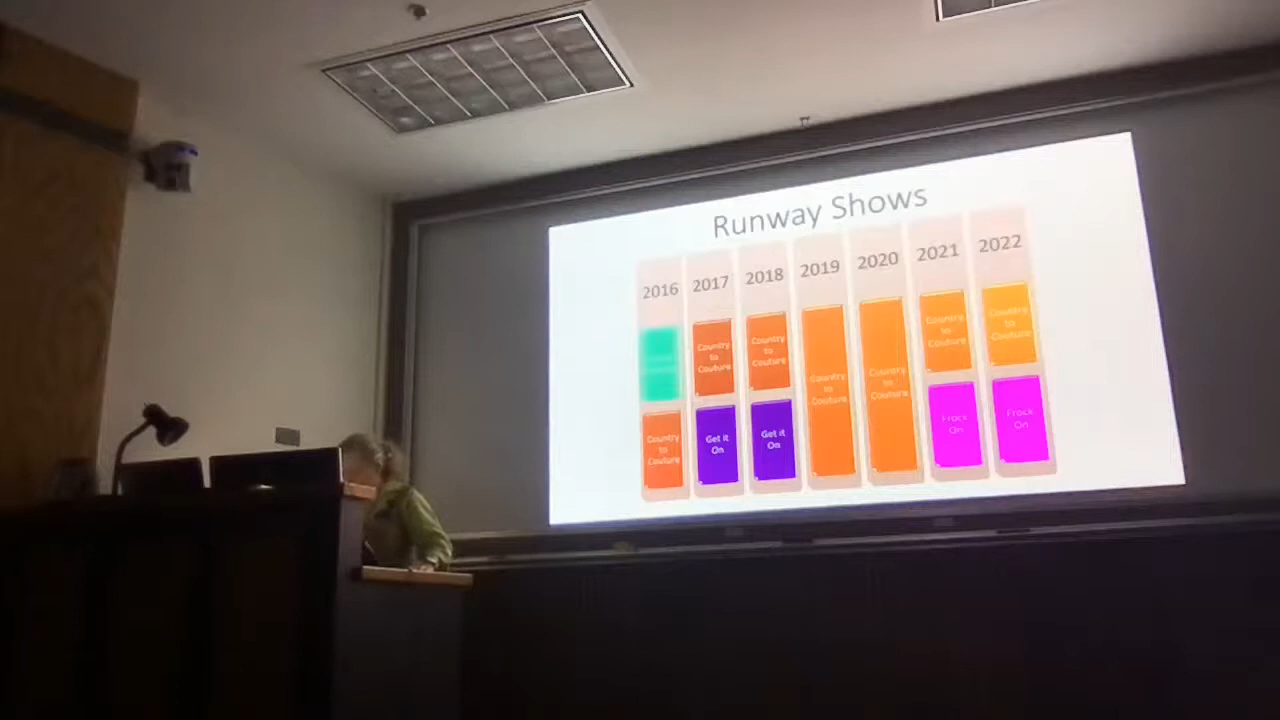 Runway Shows
2016
2017
2018
2019
2020
2021
2022
Country
to
Couture
Country
to
Couture
Get it
On
Country
to
Couture
Get it
On
Country
to
Couture
Country
to
Couture
Country
to
Couture
Frock
On
Country
to
Couture
Frock
On